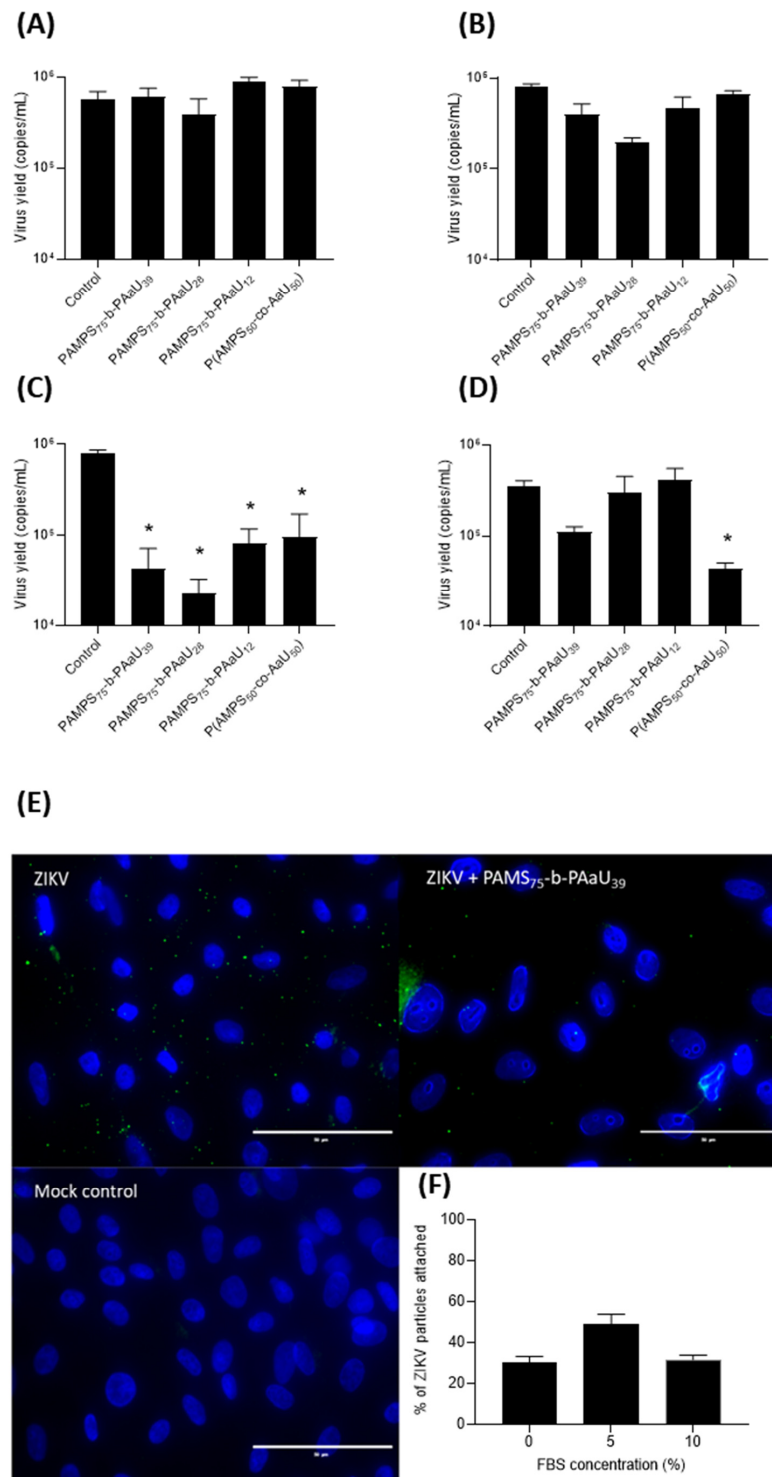 (A)
Virus yield (copies/mL)
10⁶
10⁵
10⁴
Control
PAMPS₇₅-b-PAaU₃₉
PAMPS₇₅-b-PAaU₂₈
PAMPS₇₅-b-PAaU₁₂
P(AMPS₅₀-co-AaU₅₀)
(B)
Virus yield (copies/mL)
10⁶
10⁵
10⁴
Control
PAMPS₇₅-b-PAaU₃₉
PAMPS₇₅-b-PAaU₂₈
PAMPS₇₅-b-PAaU₁₂
P(AMPS₅₀-co-AaU₅₀)
(C)
Virus yield (copies/mL)
10⁶
10⁵
10⁴
* * * *
Control
PAMPS₇₅-b-PAaU₃₉
PAMPS₇₅-b-PAaU₂₈
PAMPS₇₅-b-PAaU₁₂
P(AMPS₅₀-co-AaU₅₀)
(D)
Virus yield (copies/mL)
10⁶
10⁵
10⁴
*
Control
PAMPS₇₅-b-PAaU₃₉
PAMPS₇₅-b-PAaU₂₈
PAMPS₇₅-b-PAaU₁₂
P(AMPS₅₀-co-AaU₅₀)
(E)
ZIKV
ZIKV + PAMS₇₅-b-PAaU₃₉
Mock control
(F)
% of ZIKV particles attached
100
80
60
40
20
0
0 5 10
FBS concentration (%)